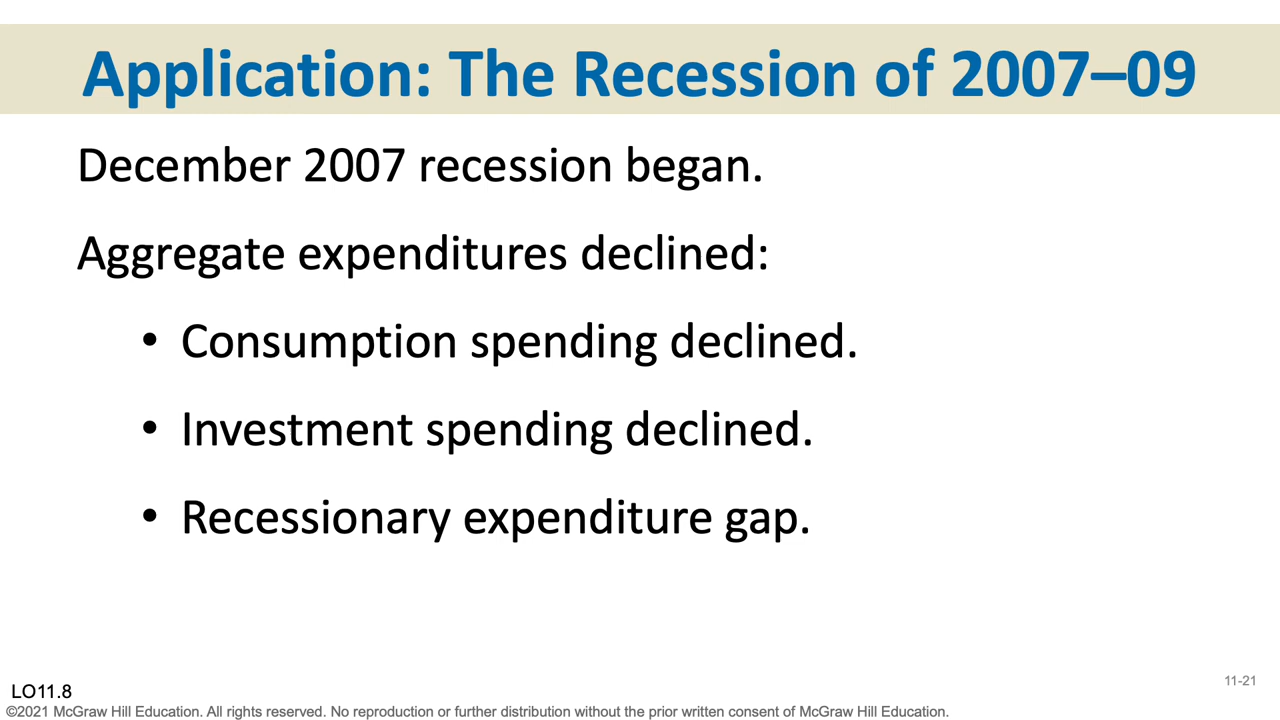 Application: The Recession of 2007–09
December 2007 recession began.
Aggregate expenditures declined:
• Consumption spending declined.
• Investment spending declined.
• Recessionary expenditure gap.
11-21
LO11.8
©2021 McGraw Hill Education. All rights reserved. No reproduction or further distribution without the prior written consent of McGraw Hill Education.